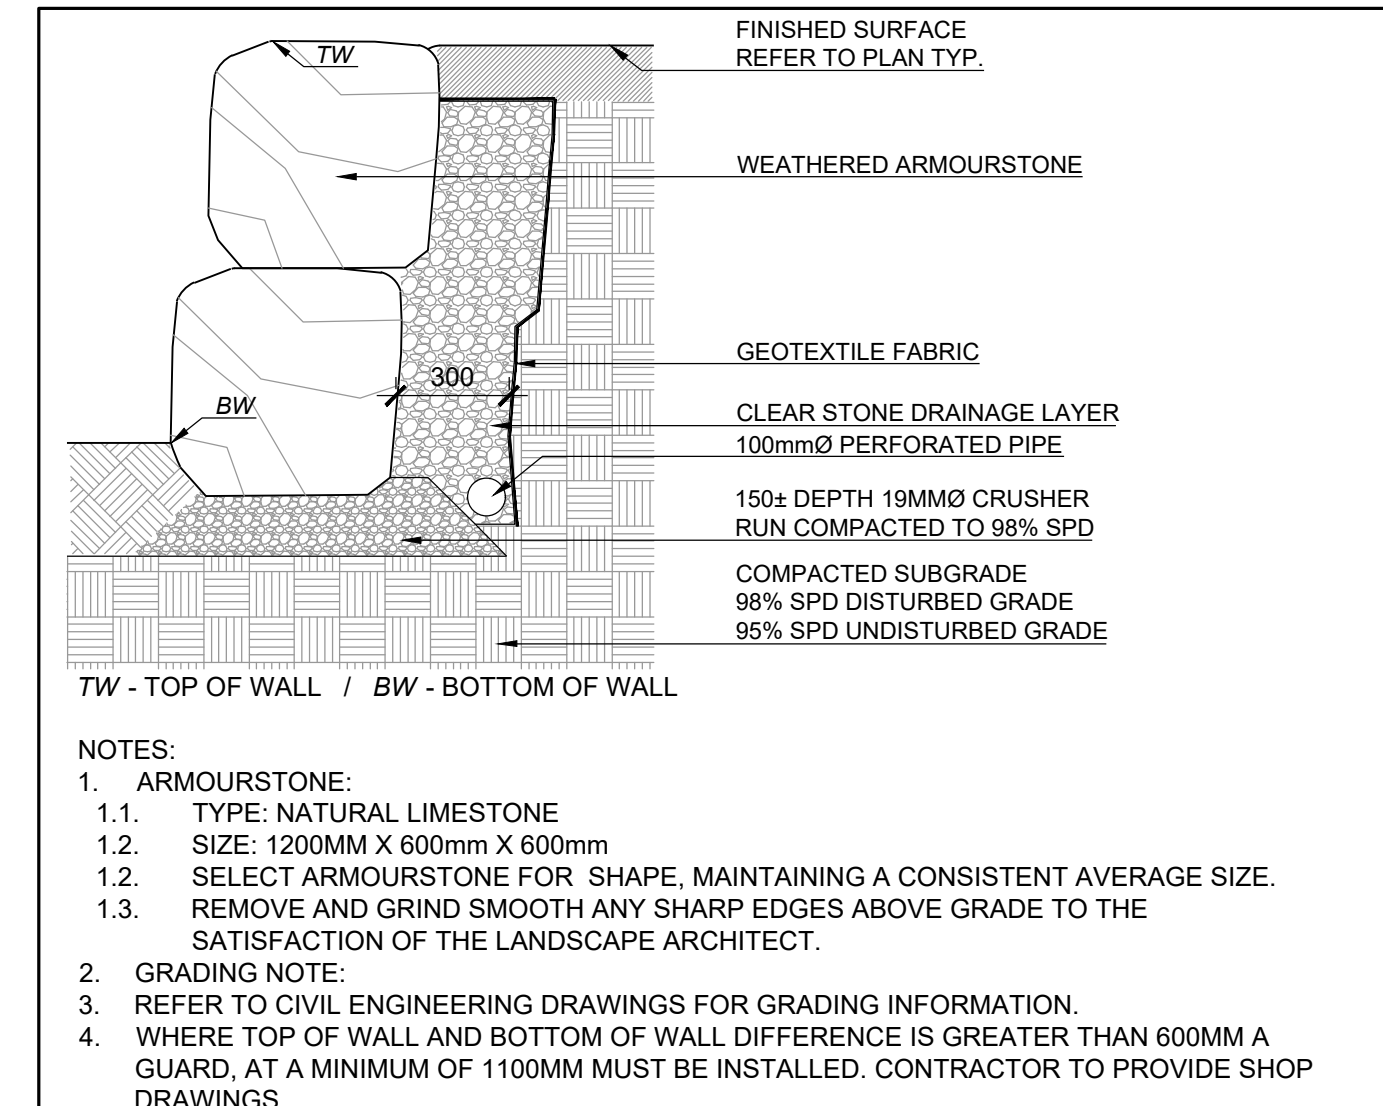 FINISHED SURFACE
REFER TO PLAN TYP.
TW
WEATHERED ARMOURSTONE
GEOTEXTILE FABRIC
300
BW
CLEAR STONE DRAINAGE LAYER
100mmØ PERFORATED PIPE
150± DEPTH 19MMØ CRUSHER
RUN COMPACTED TO 98% SPD
COMPACTED SUBGRADE
98% SPD DISTURBED GRADE
95% SPD UNDISTURBED GRADE
TW - TOP OF WALL / BW - BOTTOM OF WALL
NOTES:
1. ARMOURSTONE:
1.1. TYPE: NATURAL LIMESTONE
1.2. SIZE: 1200MM X 600mm X 600mm
1.2. SELECT ARMOURSTONE FOR SHAPE, MAINTAINING A CONSISTENT AVERAGE SIZE.
1.3. REMOVE AND GRIND SMOOTH ANY SHARP EDGES ABOVE GRADE TO THE
SATISFACTION OF THE LANDSCAPE ARCHITECT.
2. GRADING NOTE:
3. REFER TO CIVIL ENGINEERING DRAWINGS FOR GRADING INFORMATION.
4. WHERE TOP OF WALL AND BOTTOM OF WALL DIFFERENCE IS GREATER THAN 600MM A
GUARD, AT A MINIMUM OF 1100MM MUST BE INSTALLED. CONTRACTOR TO PROVIDE SHOP
DRAWINGS